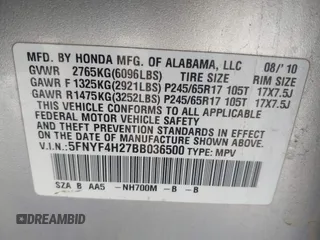 MFD. BY HONDA MFG. OF ALABAMA, LLC 08/'10
GVWR 2765KG(6096LBS) TIRE SIZE RIM SIZE
GAWR F 1325KG(2921LBS) P245/65R17 105T 17X7.5J
GAWR R 1475KG(3252LBS) P245/65R17 105T 17X7.5J
THIS VEHICLE CONFORMS TO ALL APPLICABLE
FEDERAL MOTOR VEHICLE SAFETY AND THEFT
PREVENTION STANDARDS IN EFFECT ON THE
DATE OF MANUFACTURE SHOWN ABOVE.
V.I.N.:5FNYF4H27BB036500 TYPE: MPV
SZA B AA5 -NH700M -B -B
DREAMBID